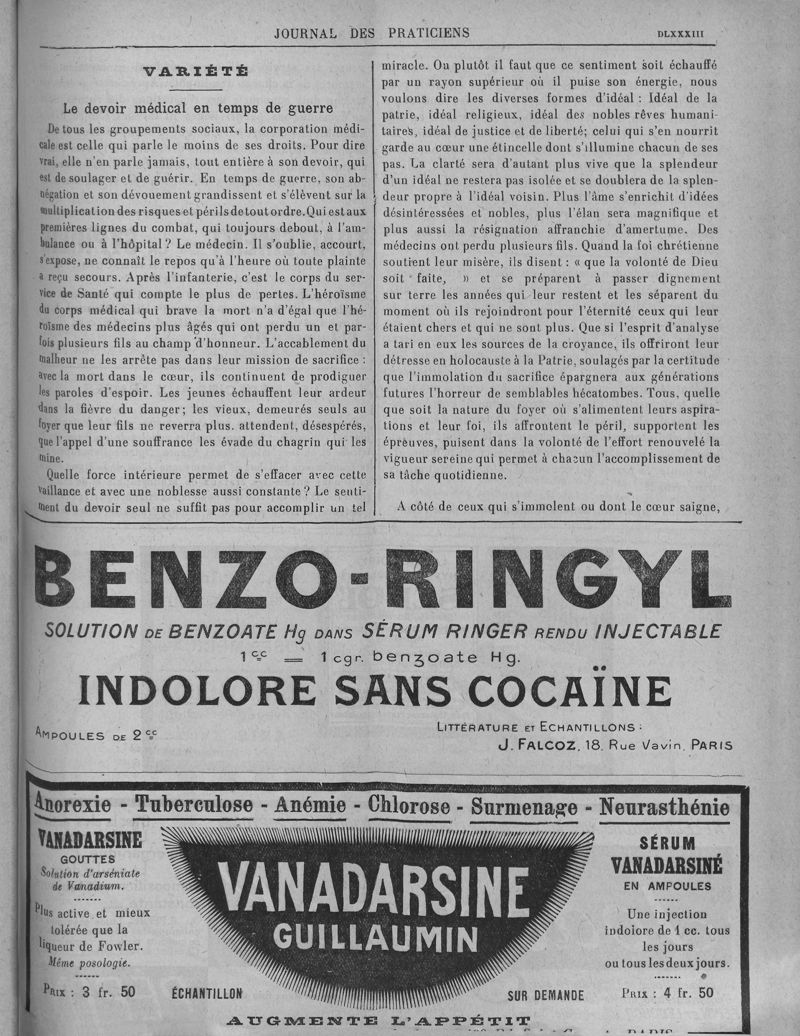 JOURNAL DES PRATICIENS
DLXXXIII
VARIÉTÉ
Le devoir médical en temps de guerre
De tous les groupements sociaux, la corporation médi-
cale est celle qui parle le moins de ses droits. Pour dire
vrai, elle n'en parle jamais, tout entière à son devoir, qui
est de soulager et de guérir. En temps de guerre, son ab-
négation et son dévouement grandissent et s'élèvent sur la
multiplication des risques et périls de tout ordre. Qui est aux
premières lignes du combat, qui toujours debout, à l'am-
bulance ou à l'hôpital ? Le médecin. Il s'oublie, accourt,
s'expose, ne connaît le repos qu'à l'heure où toute plainte
a reçu secours. Après l'infanterie, c'est le corps du ser-
vice de Santé qui compte le plus de pertes. L'héroïsme
du corps médical qui brave la mort n'a d'égal que l'hé-
roïsme des médecins plus âgés qui ont perdu un et par-
fois plusieurs fils au champ d'honneur. L'accablement du
malheur ne les arrête pas dans leur mission de sacrifice :
avec la mort dans le cœur, ils continuent de prodiguer
les paroles d'espoir. Les jeunes échauffent leur ardeur
dans la fièvre du danger; les vieux, demeurés seuls au
foyer que leur fils ne reverra plus. attendent, désespérés,
que l'appel d'une souffrance les évade du chagrin qui les
mine.
Quelle force intérieure permet de s'effacer avec cette
vaillance et avec une noblesse aussi constante ? Le senti-
ment du devoir seul ne suffit pas pour accomplir un tel
miracle. Ou plutôt il faut que ce sentiment soit échauffé
par un rayon supérieur où il puise son énergie, nous
voulons dire les diverses formes d'idéal : Idéal de la
patrie, idéal religieux, idéal des nobles rêves humani-
taires, idéal de justice et de liberté; celui qui s'en nourrit
garde au cœur une étincelle dont s'illumine chacun de ses
pas. La clarté sera d'autant plus vive que la splendeur
d'un idéal ne restera pas isolée et se doublera de la splen-
deur propre à l'idéal voisin. Plus l'âme s'enrichit d'idées
désintéressées et nobles, plus l'élan sera magnifique et
plus aussi la résignation affranchie d'amertume. Des
médecins ont perdu plusieurs fils. Quand la foi chrétienne
soutient leur misère, ils disent : « que la volonté de Dieu
soit faite, » et se préparent à passer dignement
sur terre les années qui leur restent et les séparent du
moment où ils rejoindront pour l'éternité ceux qui leur
étaient chers et qui ne sont plus. Que si l'esprit d'analyse
a tari en eux les sources de la croyance, ils offriront leur
détresse en holocauste à la Patrie, soulagés par la certitude
que l'immolation du sacrifice épargnera aux générations
futures l'horreur de semblables hécatombes. Tous, quelle
que soit la nature du foyer où s'alimentent leurs aspira-
tions et leur foi, ils affrontent le péril, supportent les
épreuves, puisent dans la volonté de l'effort renouvelé la
vigueur sereine qui permet à chacun l'accomplissement de
sa tâche quotidienne.
A côté de ceux qui s'immolent ou dont le cœur saigne,
BENZO-RINGYL
SOLUTION DE BENZOATE Hg DANS SÉRUM RINGER RENDU INJECTABLE
1 cc = 1 cgr. benzoate Hg.
INDOLORE SANS COCAÏNE
AMPOULES DE 2 cc
LITTÉRATURE ET ECHANTILLONS :
J. FALCOZ, 18, Rue Vavin, PARIS
Anorexie - Tuberculose - Anémie - Chlorose - Surmenage - Neurasthénie
VANADARSINE
GOUTTES
Solution d'arséniate
de Vanadium.
Plus active et mieux
tolérée que la
liqueur de Fowler.
Même posologie.
PRIX : 3 fr. 50
VANADARSINE
GUILLAUMIN
ÉCHANTILLON
SUR DEMANDE
SÉRUM
VANADARSINÉ
EN AMPOULES
Une injection
indolore de 1 cc. tous
les jours
ou tous les deux jours.
PRIX : 4 fr. 50
AUGMENTE L'APPÉTIT